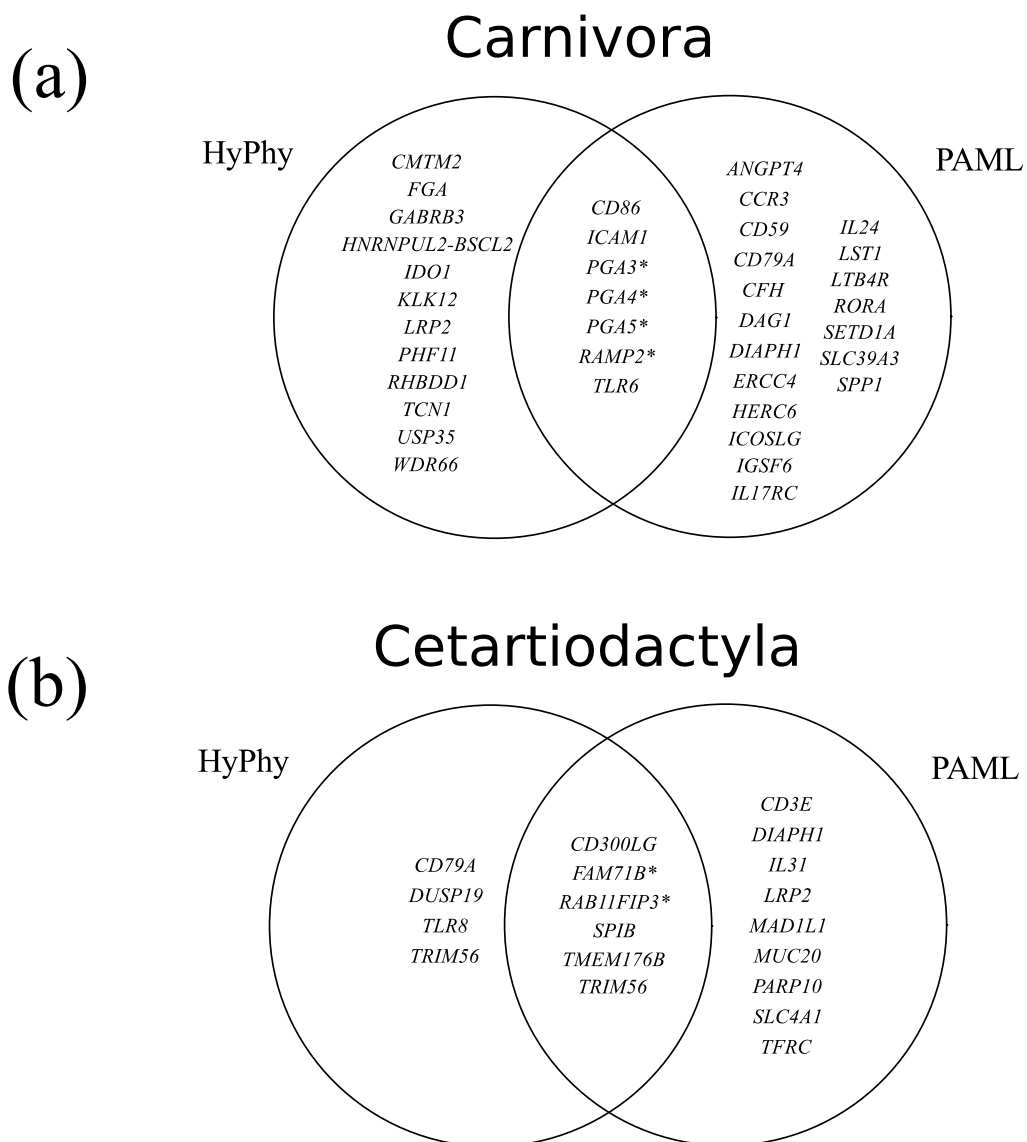 Carnivora
(a)
HyPhy
PAML
CMTM2
FGA
GABRB3
HNRNPUL2-BSCL2
IDO1
KLK12
LRP2
PHF11
RHBDD1
TCN1
USP35
WDR66
CD86
ICAM1
PGA3*
PGA4*
PGA5*
RAMP2*
TLR6
ANGPT4
CCR3
CD59
CD79A
CFH
DAG1
DIAPH1
ERCC4
HERC6
ICOSLG
IGSF6
IL17RC
IL24
LST1
LTB4R
RORA
SETD1A
SLC39A3
SPP1
Cetartiodactyla
(b)
HyPhy
PAML
CD79A
DUSP19
TLR8
TRIM56
CD300LG
FAM71B*
RAB11FIP3*
SPIB
TMEM176B
TRIM56
CD3E
DIAPH1
IL31
LRP2
MAD1L1
MUC20
PARP10
SLC4A1
TFRC